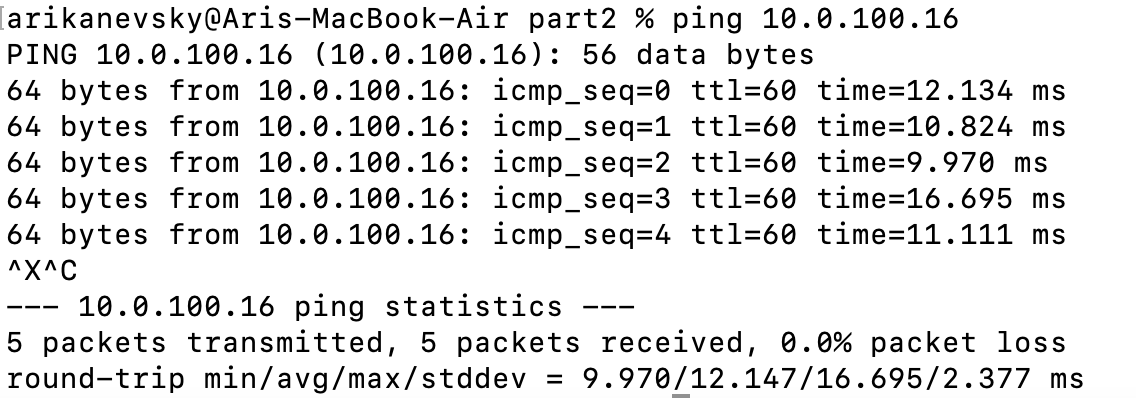 arikanevsky@Aris-MacBook-Air part2 % ping 10.0.100.16
PING 10.0.100.16 (10.0.100.16): 56 data bytes
64 bytes from 10.0.100.16: icmp_seq=0 ttl=60 time=12.134 ms
64 bytes from 10.0.100.16: icmp_seq=1 ttl=60 time=10.824 ms
64 bytes from 10.0.100.16: icmp_seq=2 ttl=60 time=9.970 ms
64 bytes from 10.0.100.16: icmp_seq=3 ttl=60 time=16.695 ms
64 bytes from 10.0.100.16: icmp_seq=4 ttl=60 time=11.111 ms
^X^C
--- 10.0.100.16 ping statistics ---
5 packets transmitted, 5 packets received, 0.0% packet loss
round-trip min/avg/max/stddev = 9.970/12.147/16.695/2.377 ms